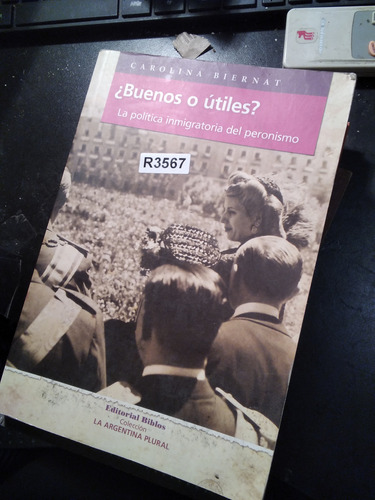 CAROLINA BIERNAT
¿Buenos o útiles?
La política inmigratoria del peronismo
R3567
Editorial Biblos
Colección
LA ARGENTINA PLURAL